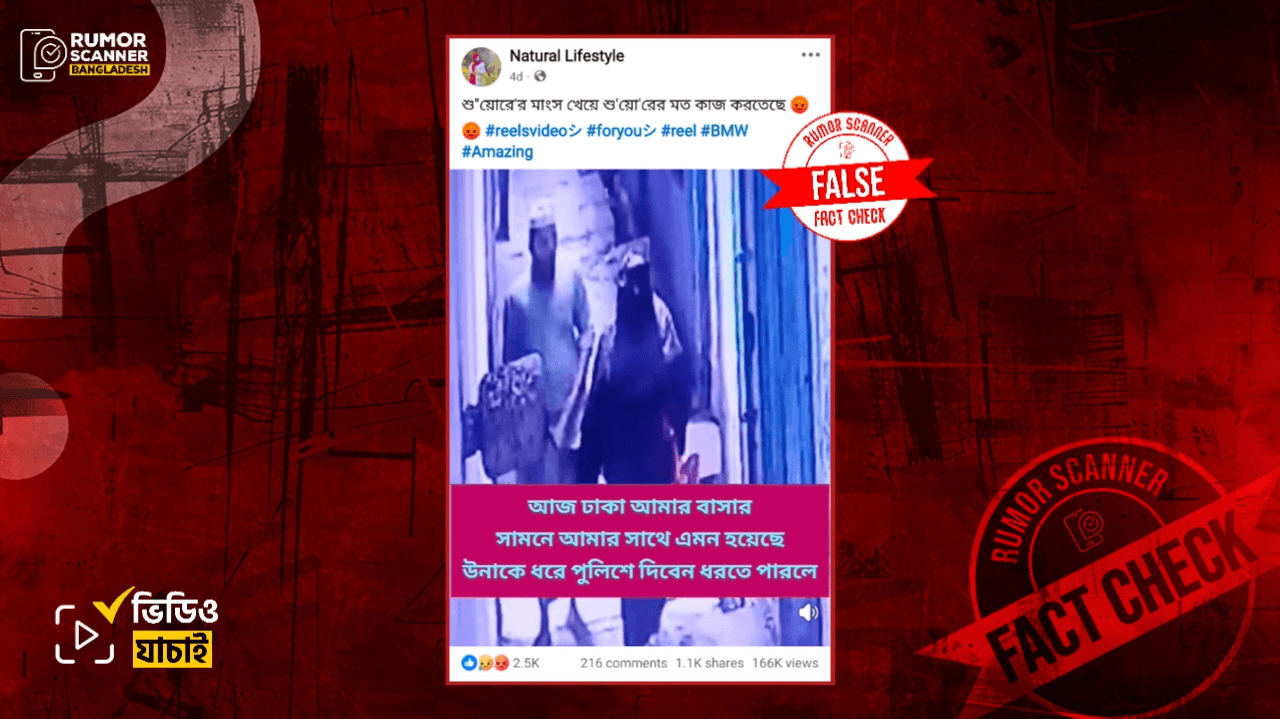 RUMOR
SCANNER
BANGLADESH
Natural Lifestyle
4d
শু"য়োরে'র মাংস খেয়ে শু'য়ো'রের মত কাজ করতেছে 😡
😡 #reelsvideoシ #foryouシ #reel #BMW
#Amazing
RUMOR SCANNER
FALSE
FACT CHECK
আজ ঢাকা আমার বাসার
সামনে আমার সাথে এমন হয়েছে
উনাকে ধরে পুলিশে দিবেন ধরতে পারলে
2.5K 216 comments 1.1K shares 166K views
ভিডিও
যাচাই
RUMOR SCANNER
FACT CHECK
RUMOR SCANNER